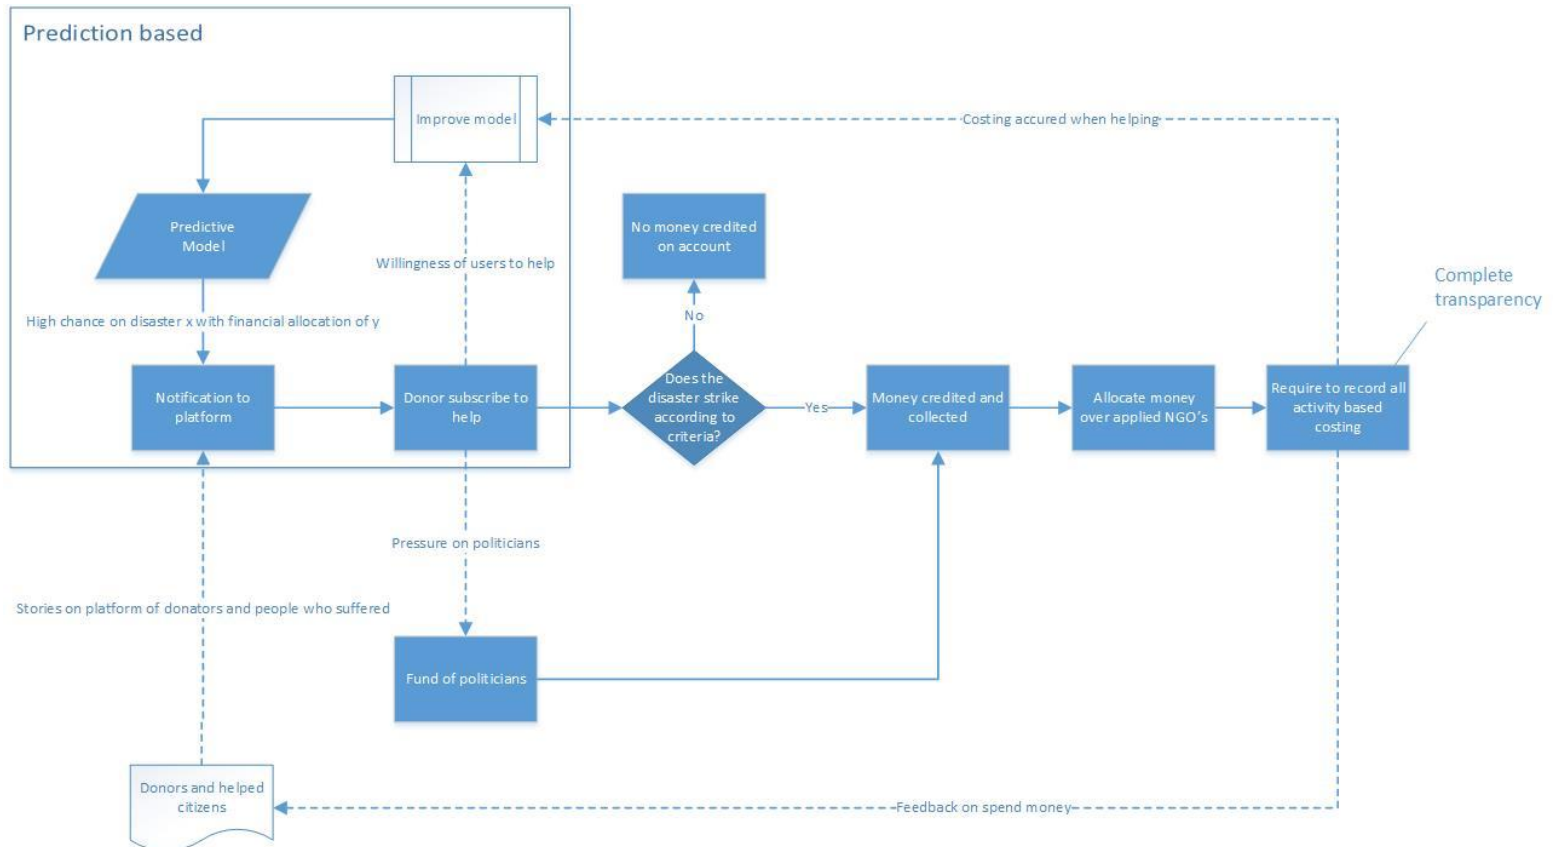 Prediction based
Improve model
Costing accured when helping
Predictive
Model
No money credited
on account
Willingness of users to help
Complete
transparency
High chance on disaster x with financial allocation of y
No
Notification to
platform
Donor subscribe to
help
Does the
disaster strike
according to
criteria?
Yes
Money credited and
collected
Allocate money
over applied NGO's
Require to record all
activity based
costing
Pressure on politicians
Stories on platform of donators and people who suffered
Fund of politicians
Donors and helped
citizens
Feedback on spend money